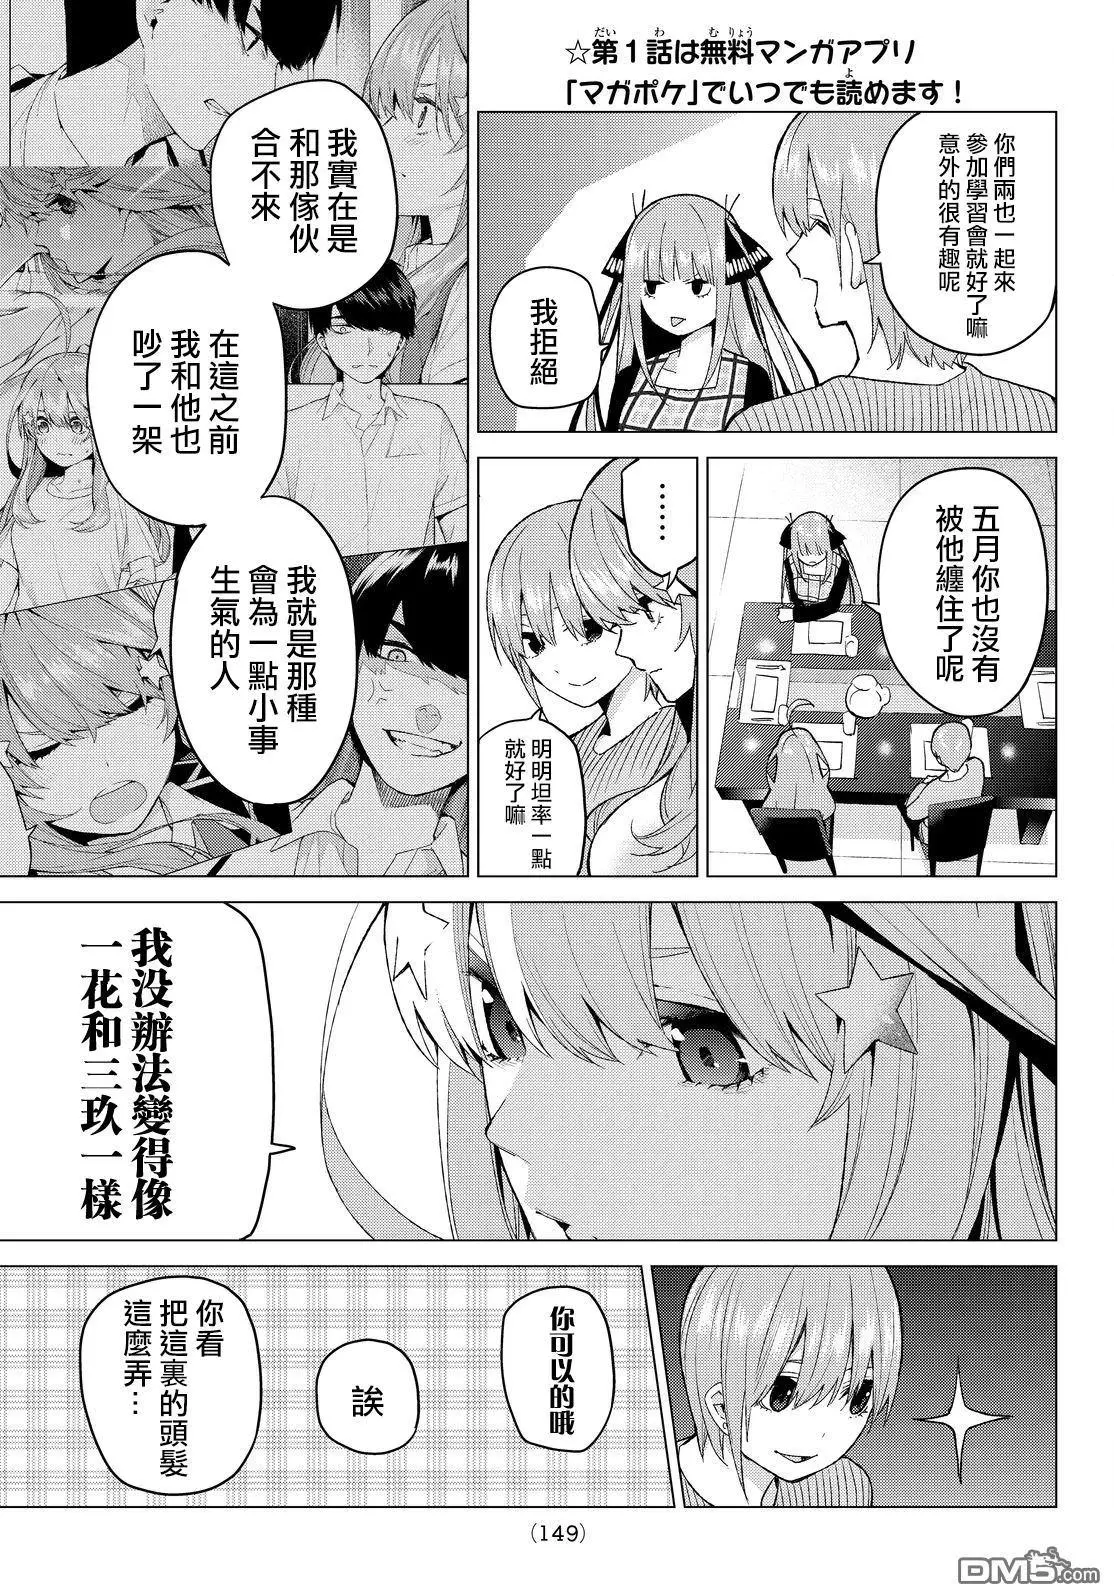 ☆第1話は無料マンガアプリ
「マガポケ」でいつでも読めます!
你們兩也一起來
參加學習會就好了嘛
意外的很有趣呢
我拒絕
五月你也沒有
被他纏住了呢
……
明明坦率一點
就好了嘛
我實在是
和那傢伙
合不來
在這之前
我和他也
吵了一架
我就是那種
會為一點小事
生氣的人
我没辦法變得像
一花和三玖一樣
你可以的哦
誒
你看
把這裏的頭髮
這麼弄…
(149)
DM5.com